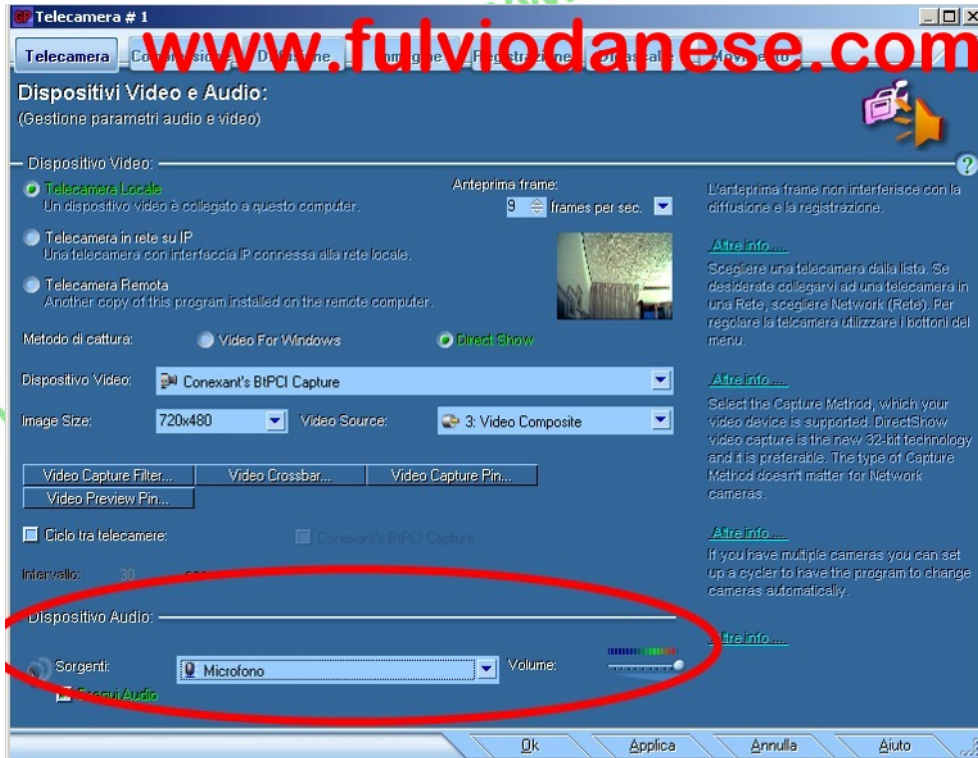 GP Telecamera # 1
www.fulviodanese.com
Telecamera
Registrazione
Dispositivi Video e Audio:
(Gestione parametri audio e video)
Dispositivo Video:
Telecamera Locale
Un dispositivo video è collegato a questo computer.
Telecamera in rete su IP
Una telecamera con interfaccia IP connessa alla rete locale.
Telecamera Remota
Another copy of this program installed on the remote computer.
Anteprima frame:
9 frames per sec.
Metodo di cattura:
Video For Windows
Direct Show
Dispositivo Video:
Conexant's BtPCI Capture
Image Size:
720x480
Video Source:
3: Video Composite
Video Capture Filter...
Video Crossbar...
Video Capture Pin...
Video Preview Pin...
Ciclo tra telecamere:
Conexant's BtPCI Capture
Intervallo:
30
Dispositivo Audio:
Sorgenti:
Microfono
Volume:
Esegui Audio
L'anteprima frame non interferisce con la
diffusione e la registrazione.
Altre info....
Scegliere una telecamera dalla lista. Se
desiderate collegarvi ad una telecamera in
una Rete, scegliere Network (Rete). Per
regolare la telcamera utilizzare i bottoni del
menu.
Altre info....
Select the Capture Method, which your
video device is supported. DirectShow
video capture is the new 32-bit technology
and it is preferable. The type of Capture
Method doesn't matter for Network
cameras.
Altre info....
If you have multiple cameras you can set
up a cycler to have the program to change
cameras automatically.
Altre info....
Ok
Applica
Annulla
Aiuto